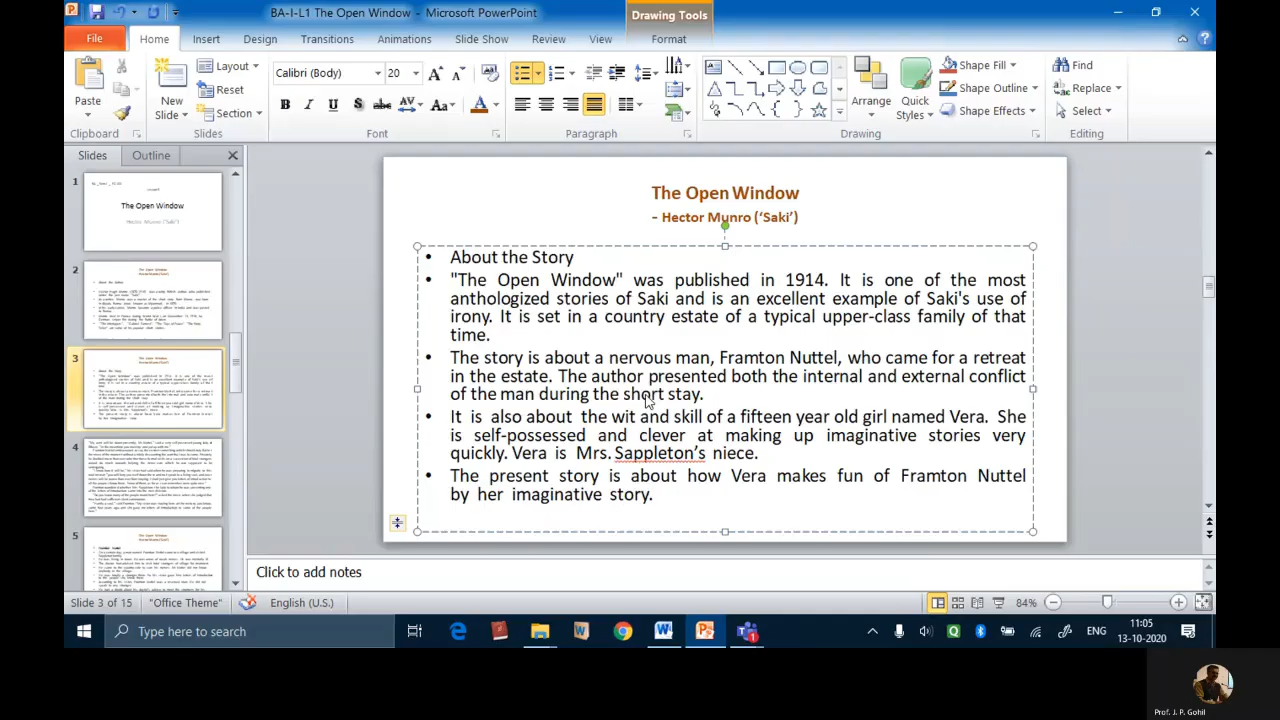 BA-I-L1 The Open Window - Microsoft PowerPoint
Drawing Tools
File Home Insert Design Transitions Animations Slide Show Review View Format
Paste
Clipboard
New
Slide
Layout
Reset
Section
Slides
Calibri (Body) 20
Font
Paragraph
Arrange
Quick
Styles
Shape Fill
Shape Outline
Shape Effects
Drawing
Find
Replace
Select
Editing
Slides Outline
1
The Open Window
2
3
4
5
The Open Window
– Hector Munro (‘Saki’)
• About the Story
• "The Open Window" was published in 1914. It is one of the most
anthologized works of Saki and is an excellent example of Saki's use of
irony. It is set in a country estate of a typical upper-class family of that
time.
• The story is about a nervous man, Framton Nuttel, who came for a retreat
in the estate. The author presented both the internal and external conflict
of the man during the short stay.
• It is also about the wit and skill of a fifteen year old girl named Vera. She
is self-possessed and clever at making up imaginative stories very
quickly. Vera is Mrs. Sappleton’s niece.
• The present story is about how Vera makes fun of Framton Nuttel
by her imaginative story.
Click to add notes
Slide 3 of 15 "Office Theme" English (U.S.) 84%
Type here to search
ENG
11:05
13-10-2020
Prof. J. P. Gohil